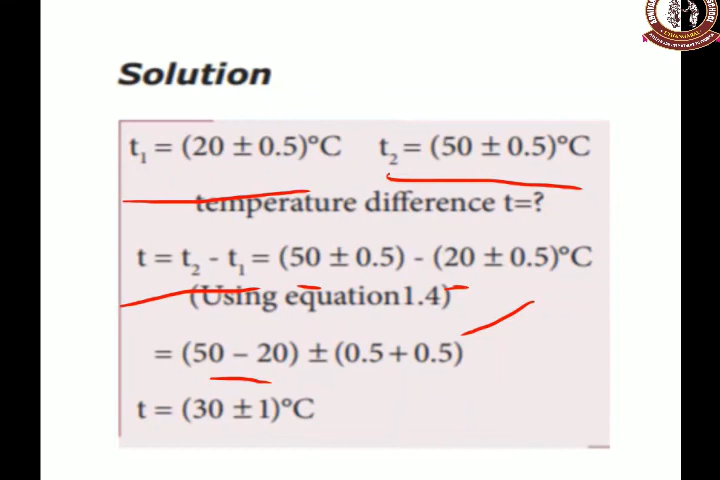 Solution
t₁ = (20 ± 0.5)°C t₂ = (50 ± 0.5)°C
temperature difference t=?
t = t₂ - t₁ = (50 ± 0.5) - (20 ± 0.5)°C
(Using equation1.4)
= (50 – 20) ± (0.5 + 0.5)
t = (30 ± 1)°C